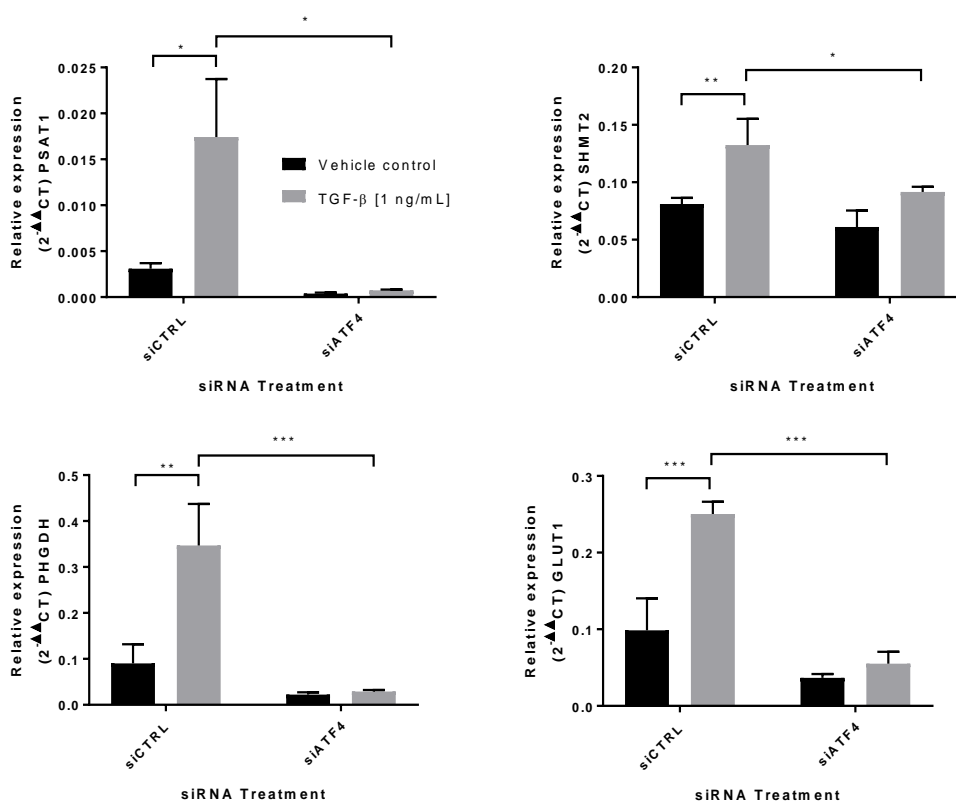 *
*
0.025
0.020
0.015
0.010
0.005
0.000
Relative expression
(2-▲▲CT) PSAT1
Vehicle control
TGF-β [1 ng/mL]
siCTRL
siATF4
siRNA Treatment
*
**
0.20
0.15
0.10
0.05
0.00
Relative expression
(2-▲▲CT) SHMT2
siCTRL
siATF4
siRNA Treatment
***
**
0.5
0.4
0.3
0.2
0.1
0.0
Relative expression
(2-▲▲CT) PHGDH
siCTRL
siATF4
siRNA Treatment
***
***
0.3
0.2
0.1
0.0
Relative expression
(2-▲▲CT) GLUT1
siCTRL
siATF4
siRNA Treatment